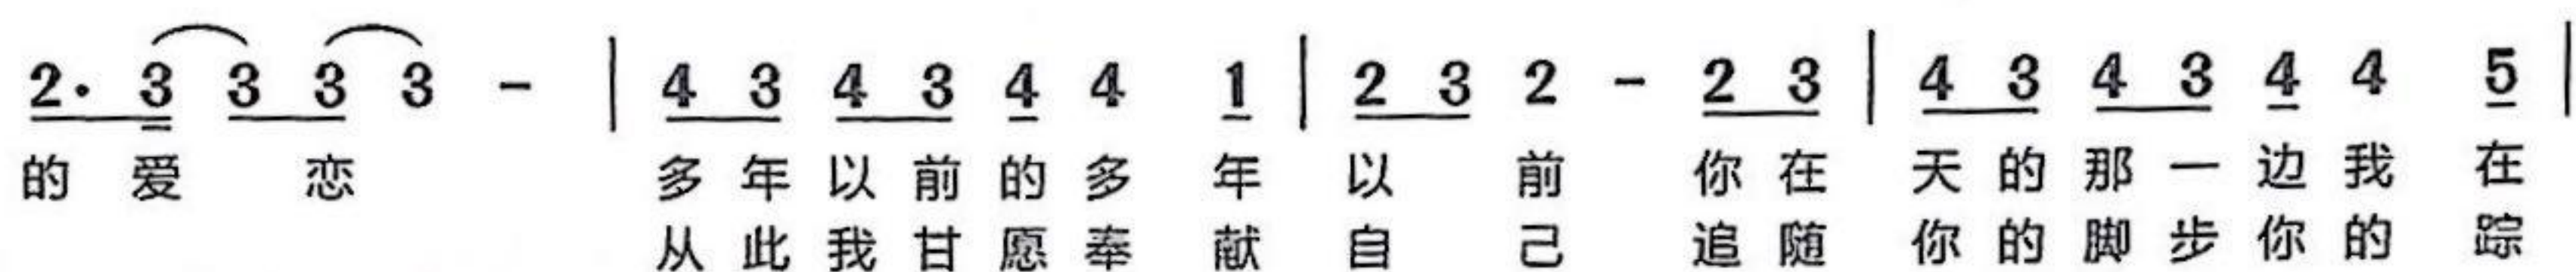 2· 3 3 3 3 - | 4 3 4 3 4 4 1 | 2 3 2 - 2 3 | 4 3 4 3 4 4 5 |
的 爱 恋 多 年 以 前 的 多 年 以 前 你 在 天 的 那 一 边 我 在
从 此 我 甘 愿 奉 献 自 己 追 随 你 的 脚 步 你 的 踪